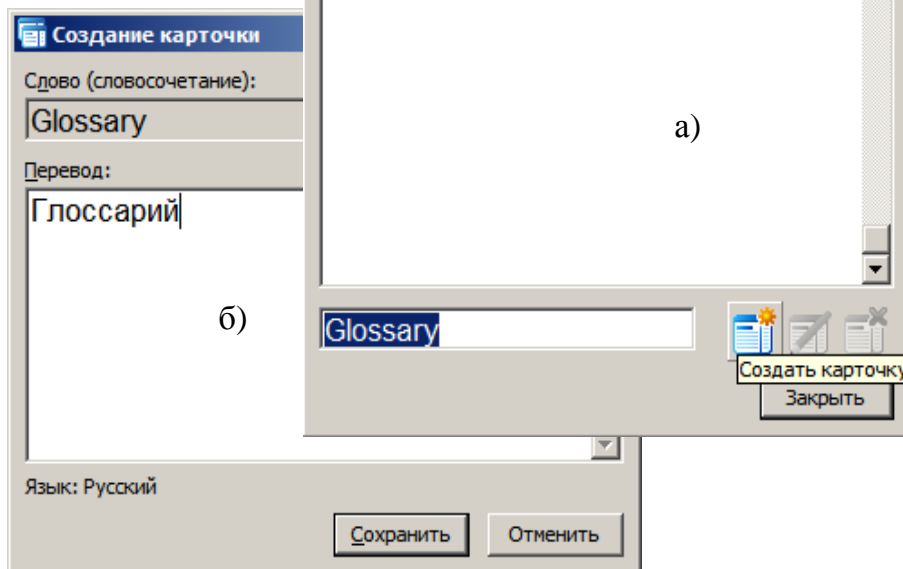 Создание карточки
Слово (словосочетание):
Glossary
Перевод:
Глоссарий
б)
Язык: Русский
Сохранить
Отменить
а)
Glossary
Создать карточку
Закрыть